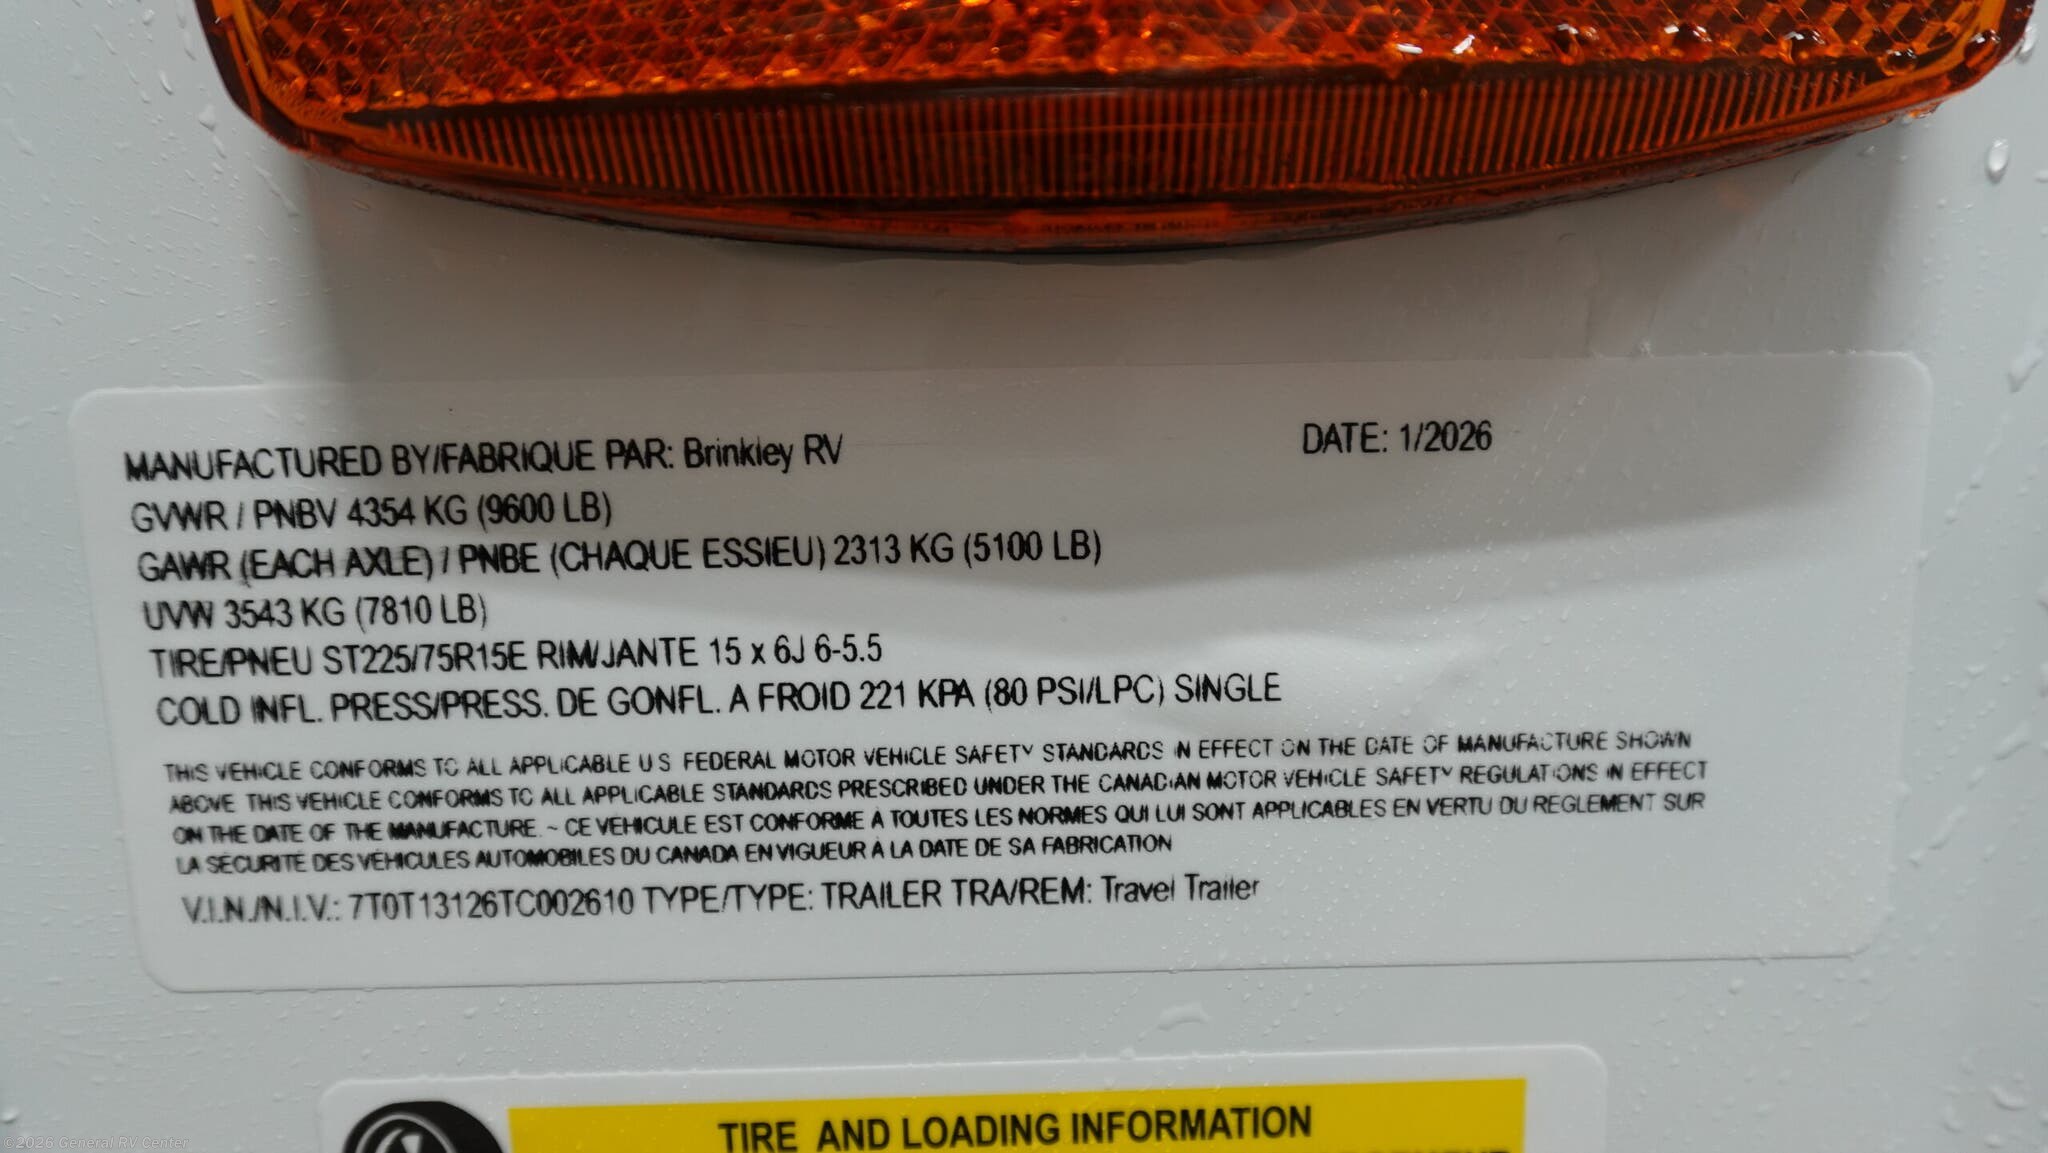 MANUFACTURED BY/FABRIQUE PAR: Brinkley RV DATE: 1/2026
GVWR / PNBV 4354 KG (9600 LB)
GAWR (EACH AXLE) / PNBE (CHAQUE ESSIEU) 2313 KG (5100 LB)
UVW 3543 KG (7810 LB)
TIRE/PNEU ST225/75R15E RIM/JANTE 15 x 6J 6-5.5
COLD INFL. PRESS/PRESS. DE GONFL. A FROID 221 KPA (80 PSI/LPC) SINGLE
THIS VEHICLE CONFORMS TO ALL APPLICABLE U S FEDERAL MOTOR VEHICLE SAFETY STANDARDS IN EFFECT ON THE DATE OF MANUFACTURE SHOWN
ABOVE THIS VEHICLE CONFORMS TO ALL APPLICABLE STANDARDS PRESCRIBED UNDER THE CANADIAN MOTOR VEHICLE SAFETY REGULATIONS IN EFFECT
ON THE DATE OF THE MANUFACTURE. ~ CE VEHICULE EST CONFORME À TOUTES LES NORMES QUI LUI SONT APPLICABLES EN VERTU DU REGLEMENT SUR
LA SÉCURITÉ DES VÉHICULES AUTOMOBILES DU CANADA EN VIGUEUR À LA DATE DE SA FABRICATION
V.I.N./N.I.V.: 7T0T13126TC002610 TYPE/TYPE: TRAILER TRA/REM: Travel Trailer
TIRE AND LOADING INFORMATION
©2026 General RV Center